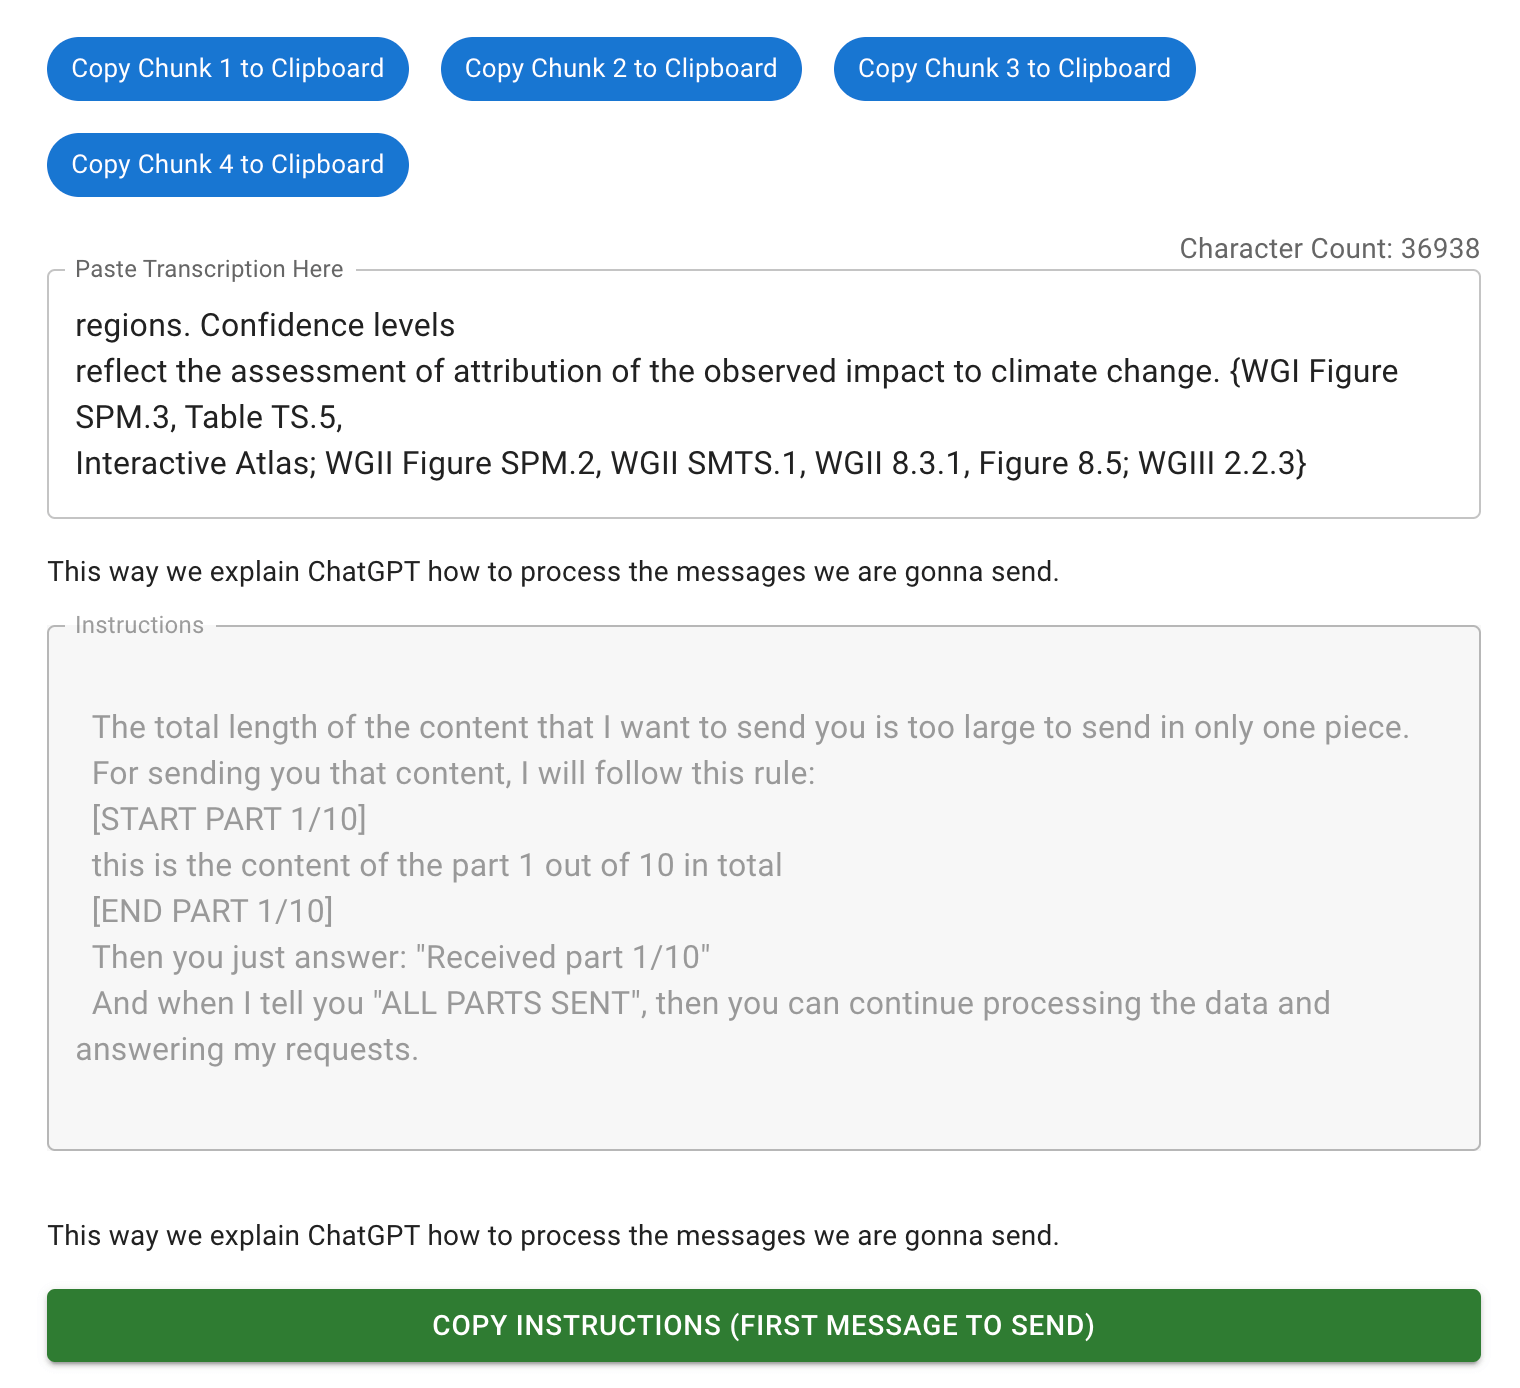 Copy Chunk 1 to Clipboard
Copy Chunk 2 to Clipboard
Copy Chunk 3 to Clipboard
Copy Chunk 4 to Clipboard
Character Count: 36938
Paste Transcription Here
regions. Confidence levels
reflect the assessment of attribution of the observed impact to climate change. {WGI Figure
SPM.3, Table TS.5,
Interactive Atlas; WGII Figure SPM.2, WGII SMTS.1, WGII 8.3.1, Figure 8.5; WGIII 2.2.3}
This way we explain ChatGPT how to process the messages we are gonna send.
Instructions
The total length of the content that I want to send you is too large to send in only one piece.
For sending you that content, I will follow this rule:
[START PART 1/10]
this is the content of the part 1 out of 10 in total
[END PART 1/10]
Then you just answer: "Received part 1/10"
And when I tell you "ALL PARTS SENT", then you can continue processing the data and
answering my requests.
This way we explain ChatGPT how to process the messages we are gonna send.
COPY INSTRUCTIONS (FIRST MESSAGE TO SEND)